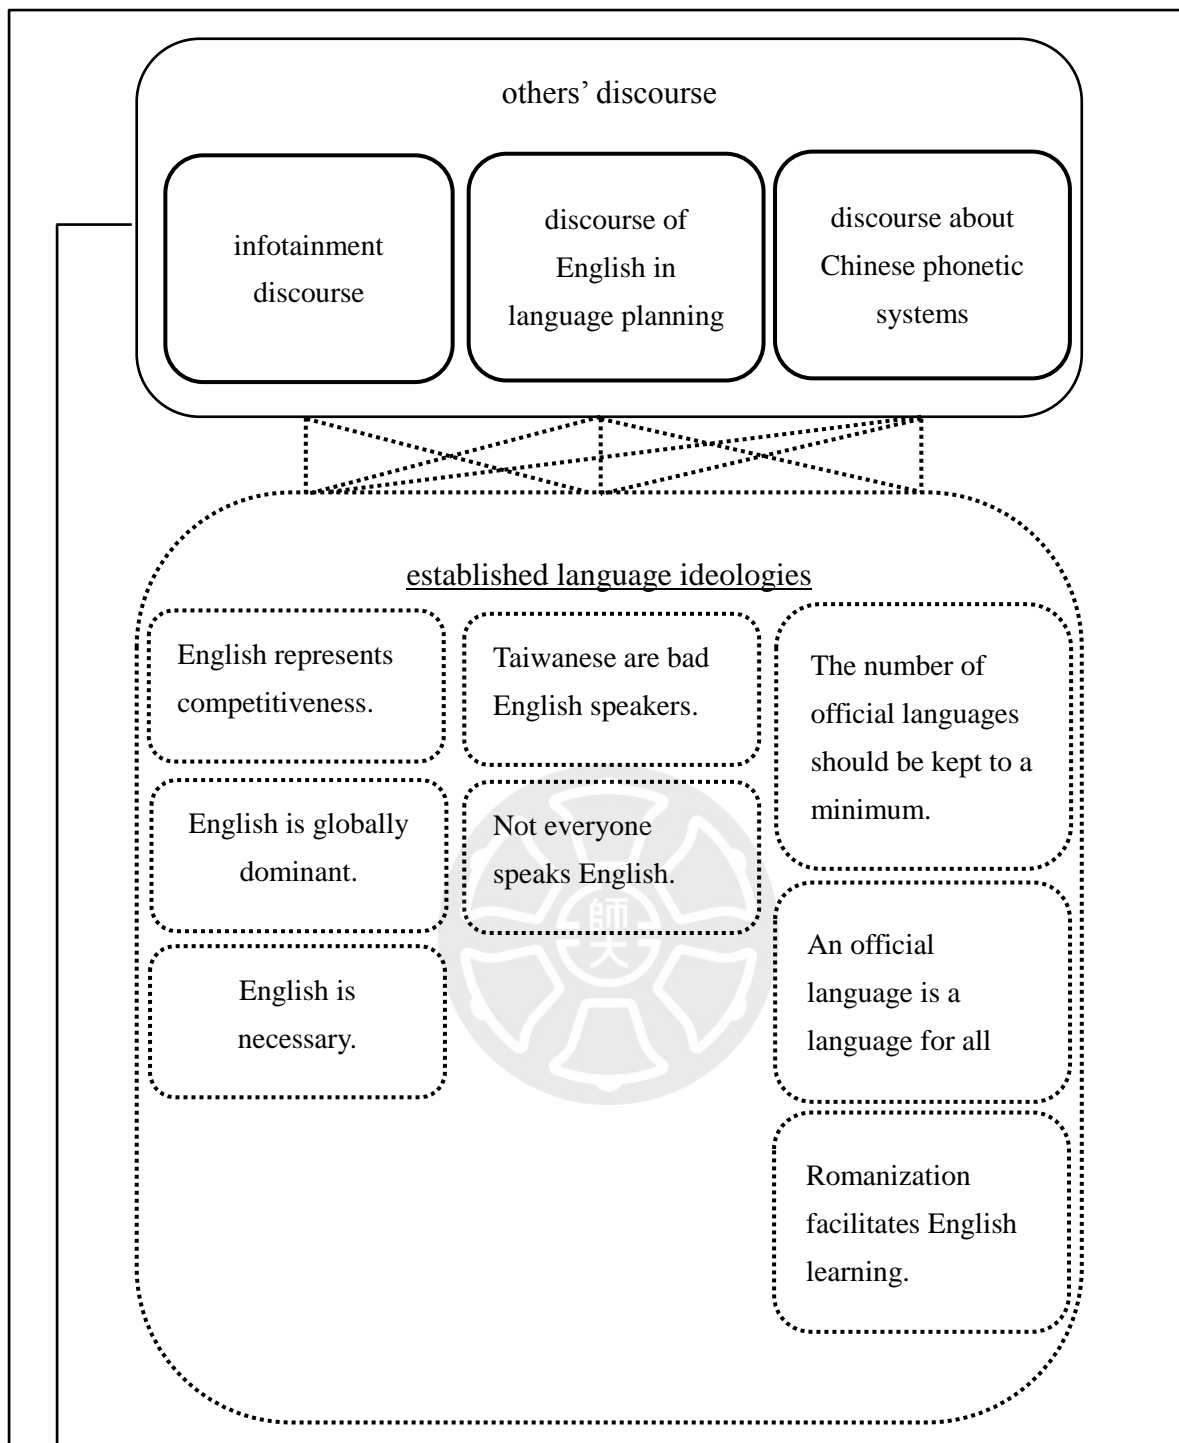 others’ discourse
infotainment
discourse
discourse of
English in
language planning
discourse about
Chinese phonetic
systems
established language ideologies
English represents
competitiveness.
English is globally
dominant.
English is
necessary.
Taiwanese are bad
English speakers.
Not everyone
speaks English.
The number of
official languages
should be kept to a
minimum.
An official
language is a
language for all
Romanization
facilitates English
learning.
師大